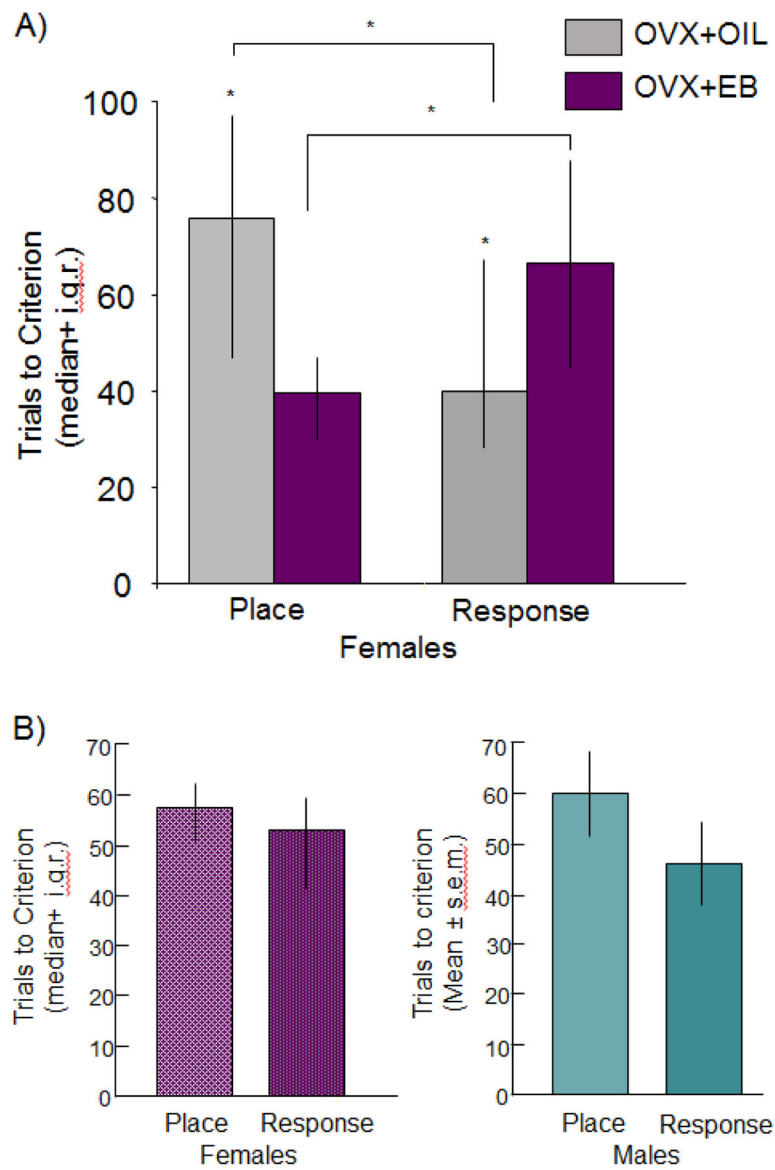 A)
*
OVX+OIL
OVX+EB
100
80
60
40
20
0
Trials to Criterion
(median+ i.q.r.)
*
*
*
Place
Response
Females
B)
70
60
50
40
30
20
10
0
Trials to Criterion
(median+ i.q.r.)
Place
Response
Females
70
60
50
40
30
20
10
0
Trials to criterion
(Mean ± s.e.m.)
Place
Response
Males